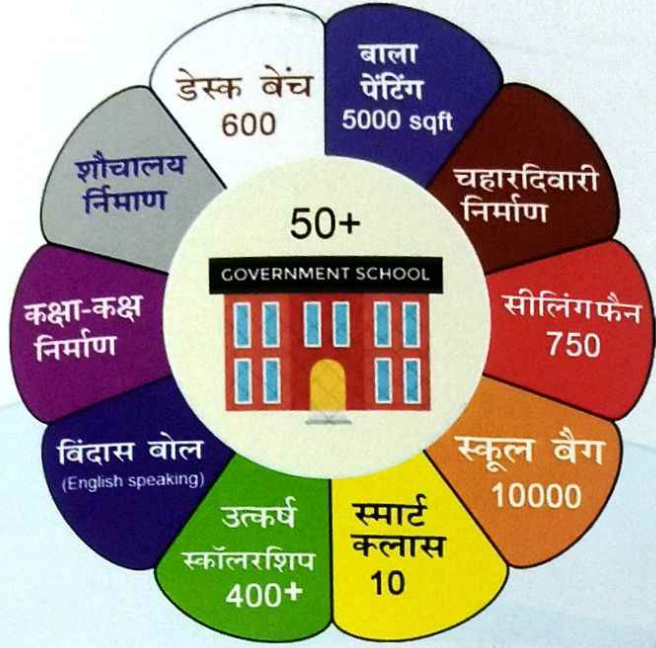 50+
GOVERNMENT SCHOOL
डेस्क बेंच
600
बाला
पेंटिंग
5000 sqft
चहारदिवारी
निर्माण
सीलिंगफैन
750
स्कूल बैग
10000
स्मार्ट
क्लास
10
उत्कर्ष
स्कॉलरशिप
400+
बिंदास बोल
(English speaking)
कक्षा-कक्ष
निर्माण
शौचालय
र्निमाण